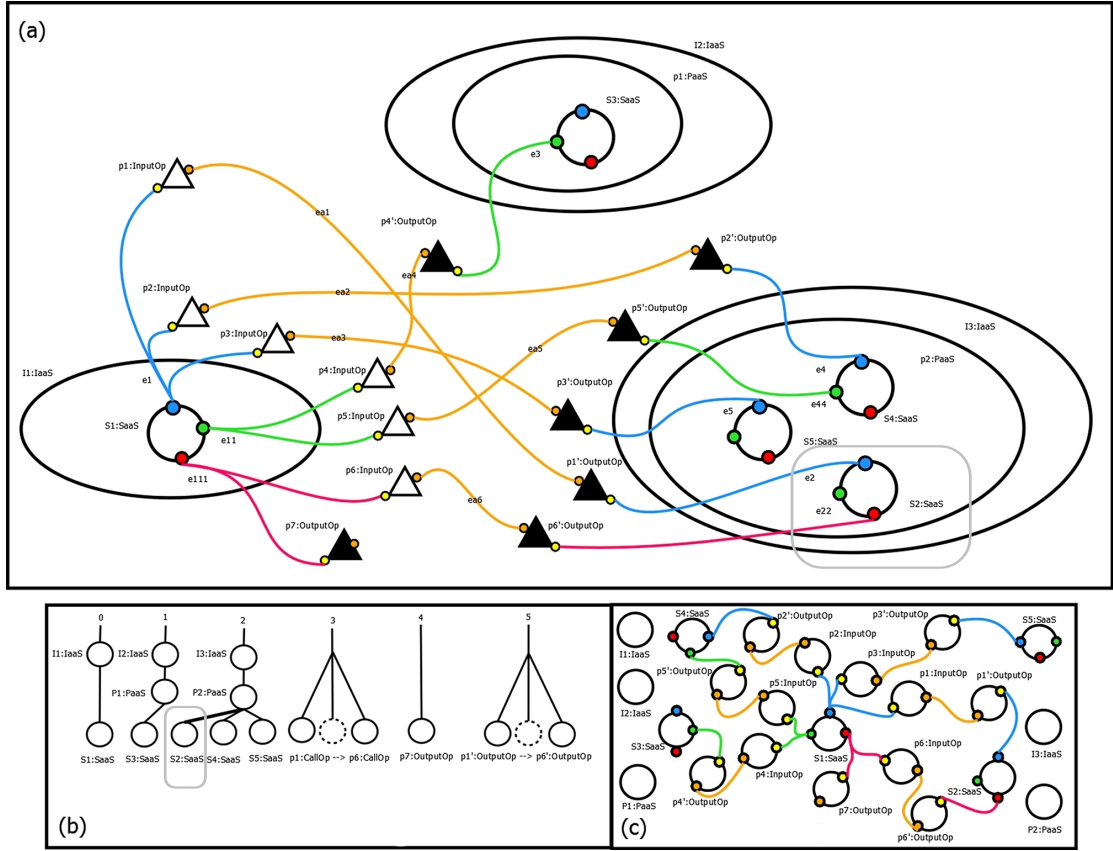 (a)
I2:IaaS
p1:PaaS
S3:SaaS
e3
p1:InputOp
ea1
p4':OutputOp
p2':OutputOp
ea4
p2:InputOp
ea2
p5':OutputOp
p3:InputOp
ea3
I3:IaaS
ea5
p2:PaaS
I1:IaaS
p4:InputOp
e4
e1
p3':OutputOp
e44
e5
S4:SaaS
p5:InputOp
S1:SaaS
e11
S5:SaaS
p6:InputOp
p1':OutputOp
e111
e2
ea6
S2:SaaS
e22
p7:OutputOp
p6':OutputOp
0 1 2 3 4 5
I1:IaaS I2:IaaS I3:IaaS
P1:PaaS P2:PaaS
S1:SaaS S3:SaaS S2:SaaS S4:SaaS S5:SaaS p1:CallOp --> p6:CallOp p7:OutputOp p1':OutputOp --> p6':OutputOp
(b)
S4:SaaS
p2':OutputOp
p3':OutputOp
S5:SaaS
p2:InputOp
I1:IaaS
p3:InputOp
p5':OutputOp
p1:InputOp
p1':OutputOp
p5:InputOp
I2:IaaS
S3:SaaS
p6:InputOp
I3:IaaS
S1:SaaS
p4:InputOp
S2:SaaS
P1:PaaS
p4':OutputOp
p7:OutputOp
P2:PaaS
p6':OutputOp
(c)